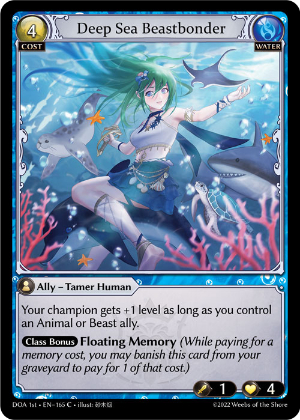 4
Deep Sea Beastbonder
COST
WATER
Ally – Tamer Human
Your champion gets +1 level as long as you control
an Animal or Beast ally.
Class Bonus Floating Memory (While paying for
a memory cost, you may banish this card from
your graveyard to pay for 1 of that cost.)
1
4
DOA 1st • EN-165 C • illust:
©2022 Weebs of the Shore